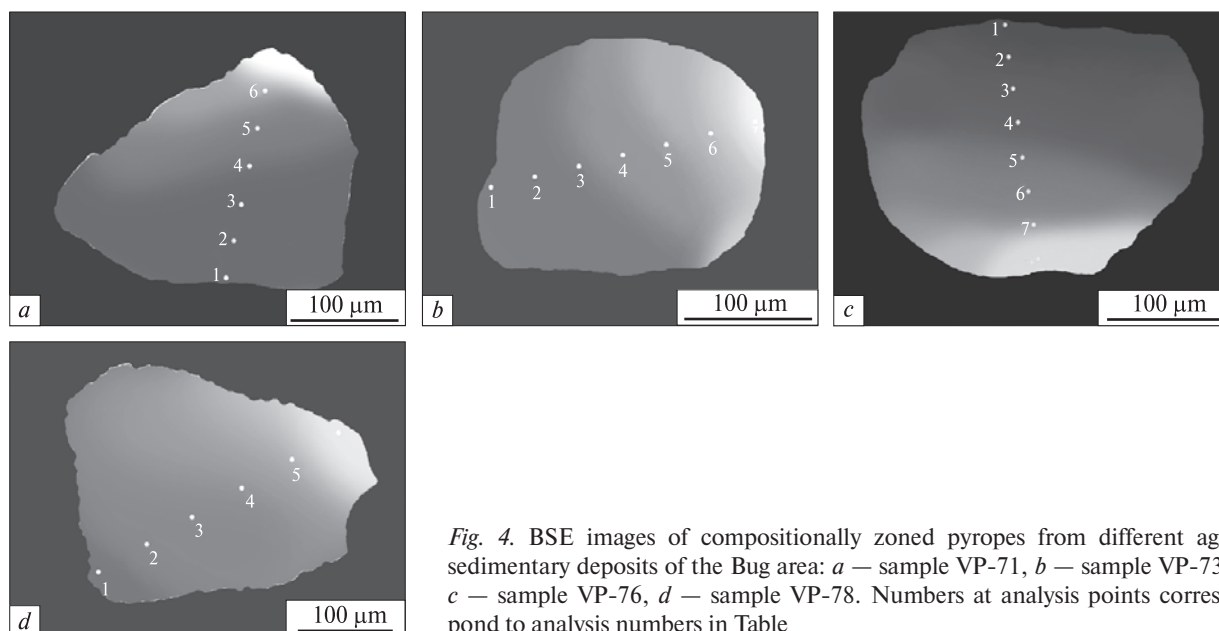 6
5
4
3
2
1
a
100 µm
1
2
3
4
5
6
b
100 µm
1
2
3
4
5
6
7
c
100 µm
1
2
3
4
5
d
100 µm
Fig. 4. BSE images of compositionally zoned pyropes from different ag
sedimentary deposits of the Bug area: a — sample VP-71, b — sample VP-73
c — sample VP-76, d — sample VP-78. Numbers at analysis points corres-
pond to analysis numbers in Table